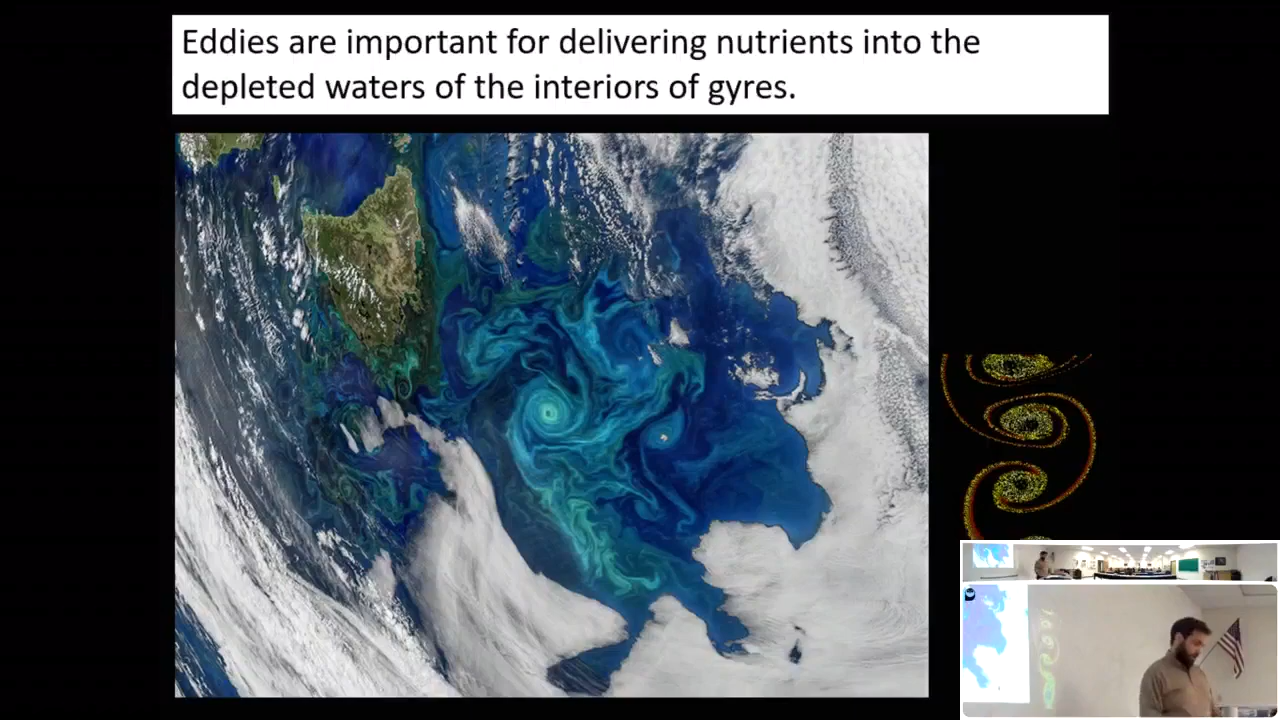 Eddies are important for delivering nutrients into the
depleted waters of the interiors of gyres.